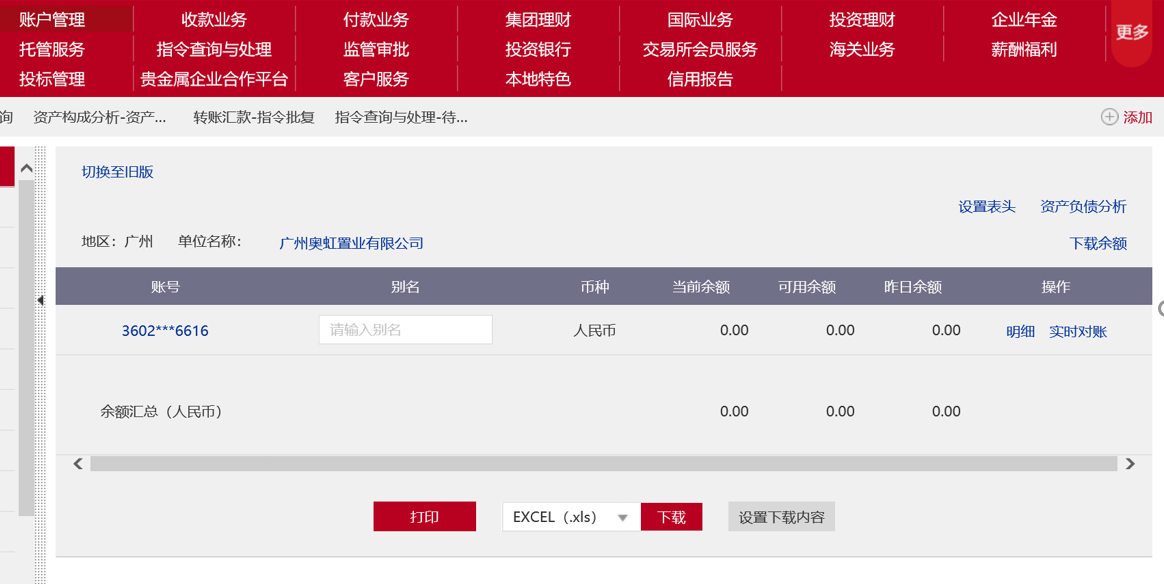 账户管理 收款业务 付款业务 集团理财 国际业务 投资理财 企业年金 更多
托管服务 指令查询与处理 监管审批 投资银行 交易所会员服务 海关业务 薪酬福利
投标管理 贵金属企业合作平台 客户服务 本地特色 信用报告
询 资产构成分析-资产... 转账汇款-指令批复 指令查询与处理-待... 添加
切换至旧版
设置表头 资产负债分析
地区：广州 单位名称： 广州奥虹置业有限公司 下载余额
账号 别名 币种 当前余额 可用余额 昨日余额 操作
3602***6616 请输入别名 人民币 0.00 0.00 0.00 明细 实时对账
余额汇总（人民币） 0.00 0.00 0.00
打印 EXCEL（.xls） 下载 设置下载内容